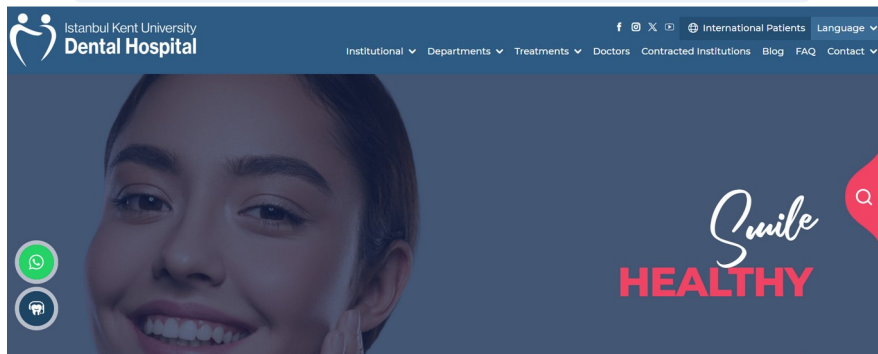 Istanbul Kent University
Dental Hospital
International Patients Language
Institutional Departments Treatments Doctors Contracted Institutions Blog FAQ Contact
Smile
HEALTHY